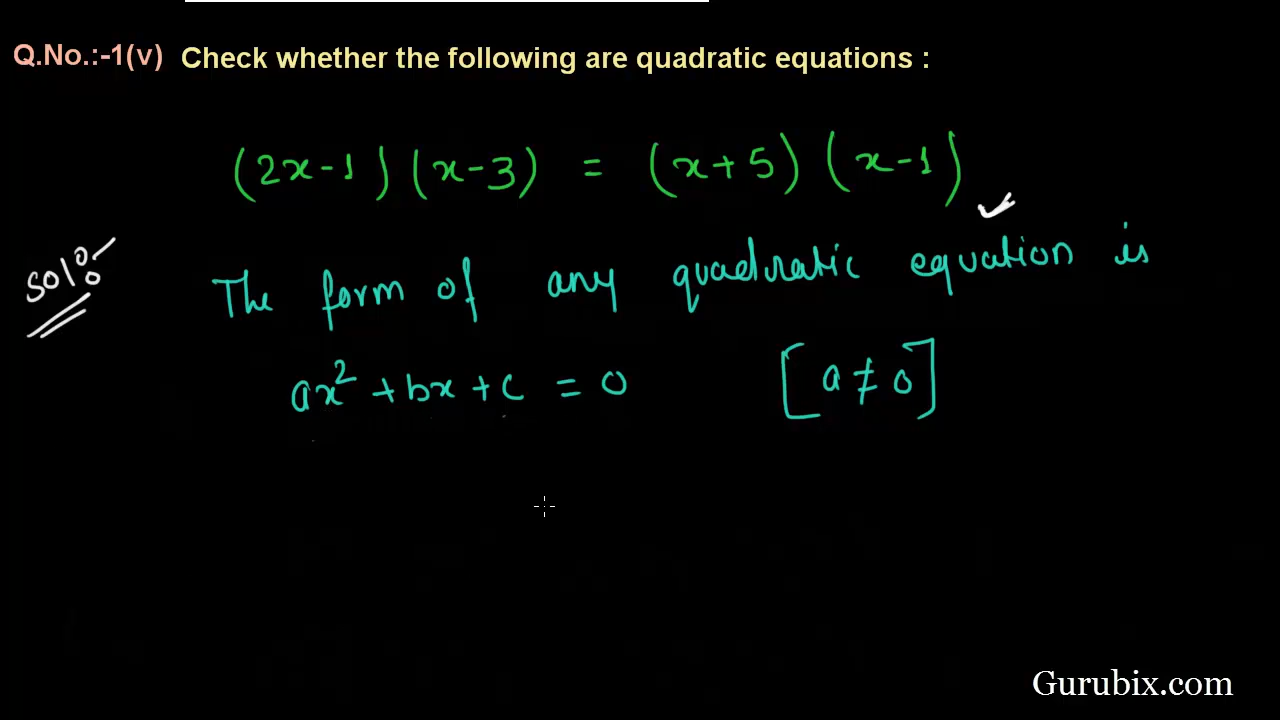 Q.No.:-1(v) Check whether the following are quadratic equations :
(2x-1)(x-3) = (x+5)(x-1)
Sol%
The form of any quadratic equation is
ax² + bx + c = 0 [a ≠ 0]
Gurubix.com